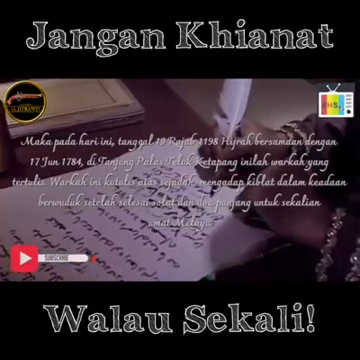 Jangan Khianat
Maka pada hari ini, tanggal 19 Rajab 1198 Hijrah bersamaan dengan
17 Jun 1784, di Tanjung Palas Teluk Ketapang inilah warkah yang
tertulis. Warkah ini kutulis atas sejadah, mengadap kiblat dalam keadaan
berwuduk setelah selesai solat dan doa panjang untuk sekalian
umat Melayu
SUBSCRIBE
Walau Sekali!